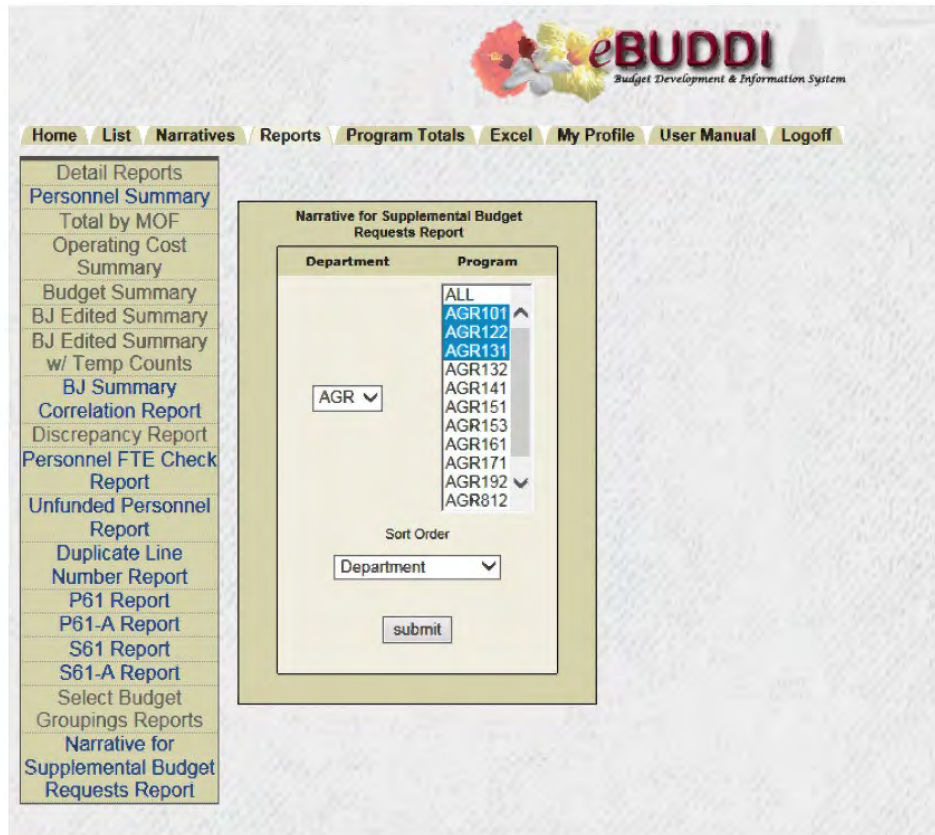 eBUDDI
Budget Development & Information System
Home List Narratives Reports Program Totals Excel My Profile User Manual Logoff
Detail Reports
Personnel Summary
Total by MOF
Operating Cost
Summary
Budget Summary
BJ Edited Summary
BJ Edited Summary
w/ Temp Counts
BJ Summary
Correlation Report
Discrepancy Report
Personnel FTE Check
Report
Unfunded Personnel
Report
Duplicate Line
Number Report
P61 Report
P61-A Report
S61 Report
S61-A Report
Select Budget
Groupings Reports
Narrative for
Supplemental Budget
Requests Report
Narrative for Supplemental Budget
Requests Report
Department Program
AGR
ALL
AGR101
AGR122
AGR131
AGR132
AGR141
AGR151
AGR153
AGR161
AGR171
AGR192
AGR812
Sort Order
Department
submit